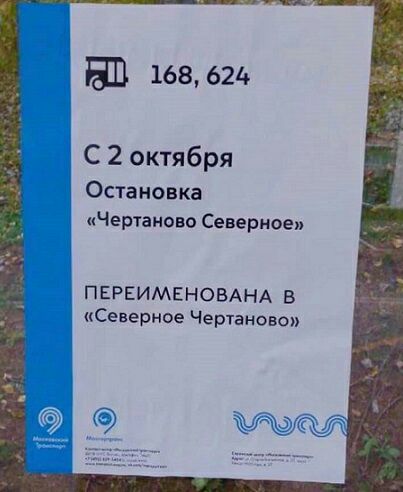 168, 624
С 2 октября
Остановка
«Чертаново Северное»
ПЕРЕИМЕНОВАНА В
«Северное Чертаново»
Московский
Транспорт
Мосгортранс